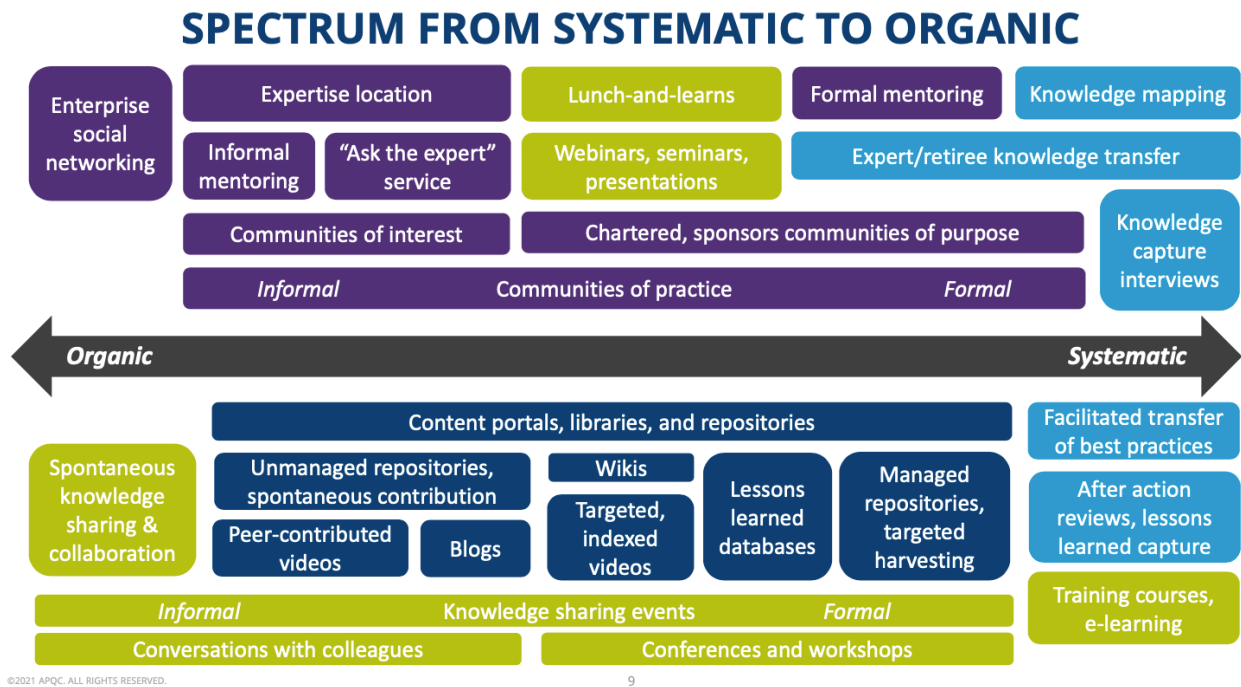 SPECTRUM FROM SYSTEMATIC TO ORGANIC
Enterprise
social
networking
Expertise location
Lunch-and-learns
Formal mentoring
Knowledge mapping
Informal
mentoring
“Ask the expert”
service
Webinars, seminars,
presentations
Expert/retiree knowledge transfer
Communities of interest
Chartered, sponsors communities of purpose
Knowledge
capture
interviews
Informal
Communities of practice
Formal
Organic
Systematic
Content portals, libraries, and repositories
Facilitated transfer
of best practices
Spontaneous
knowledge
sharing &
collaboration
Unmanaged repositories,
spontaneous contribution
Wikis
Lessons
learned
databases
Managed
repositories,
targeted
harvesting
Peer-contributed
videos
Blogs
Targeted,
indexed
videos
After action
reviews, lessons
learned capture
Informal
Knowledge sharing events
Formal
Training courses,
e-learning
Conversations with colleagues
Conferences and workshops
©2021 APQC. ALL RIGHTS RESERVED.
9